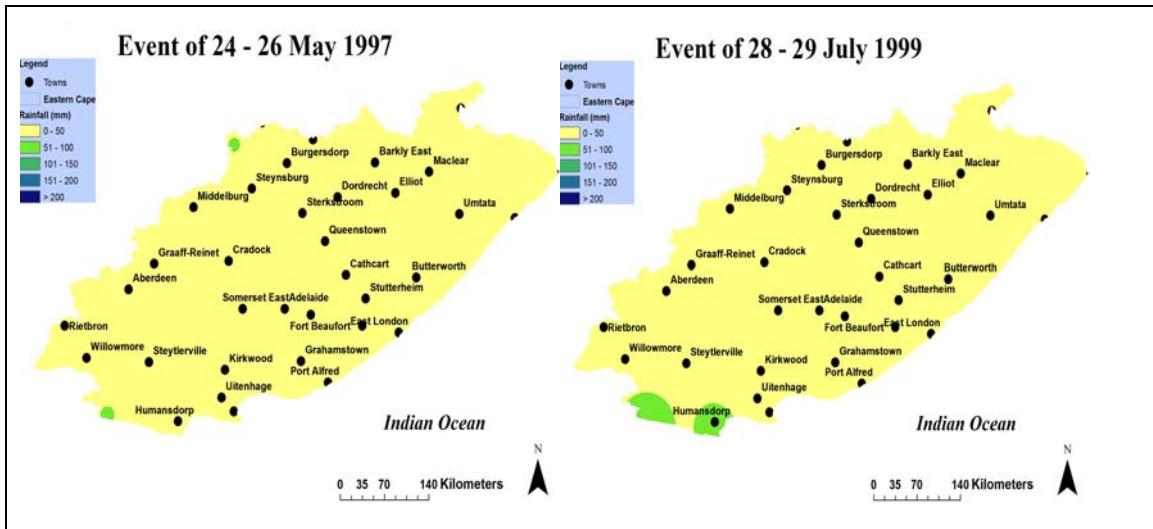 Event of 24 - 26 May 1997
Legend
Towns
Eastern Cape
Rainfall (mm)
0 - 50
51 - 100
101 - 150
151 - 200
> 200
Burgersdorp
Barkly East
Maclear
Steynsburg
Dordrecht
Elliot
Middelburg
Sterkstroom
Umtata
Queenstown
Graaff-Reinet
Cradock
Cathcart
Butterworth
Aberdeen
Stutterheim
Somerset East
Adelaide
Fort Beaufort
East London
Rietbron
Willowmore
Steytlerville
Kirkwood
Grahamstown
Port Alfred
Uitenhage
Humansdorp
Indian Ocean
N
0 35 70 140 Kilometers
Event of 28 - 29 July 1999
Legend
Towns
Eastern Cape
Rainfall (mm)
0 - 50
51 - 100
101 - 150
151 - 200
> 200
Burgersdorp
Barkly East
Maclear
Steynsburg
Dordrecht
Elliot
Middelburg
Sterkstroom
Umtata
Queenstown
Graaff-Reinet
Cradock
Cathcart
Butterworth
Aberdeen
Stutterheim
Somerset East
Adelaide
Fort Beaufort
East London
Rietbron
Willowmore
Steytlerville
Kirkwood
Grahamstown
Port Alfred
Uitenhage
Humansdorp
Indian Ocean
N
0 35 70 140 Kilometers